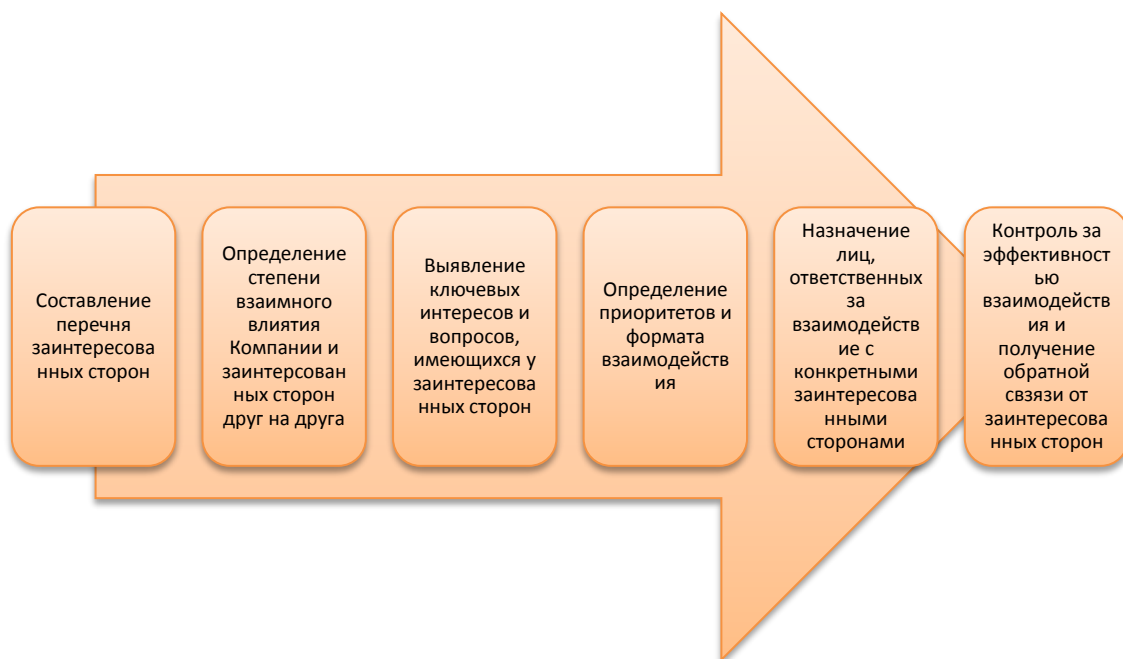 Составление
перечня
заинтересова
нных сторон
Определение
степени
взаимного
влияния
Компании и
заинтерсован
ных сторон
друг на друга
Выявление
ключевых
интересов и
вопросов,
имеющихся у
заинтересова
нных сторон
Определение
приоритетов и
формата
взаимодейств
ия
Назначение
лиц,
ответственных
за
взаимодейств
ие с
конкретными
заинтересова
нными
сторонами
Контроль за
эффективност
ью
взаимодейств
ия и
получение
обратной
свзязи от
заинтересова
нных сторон